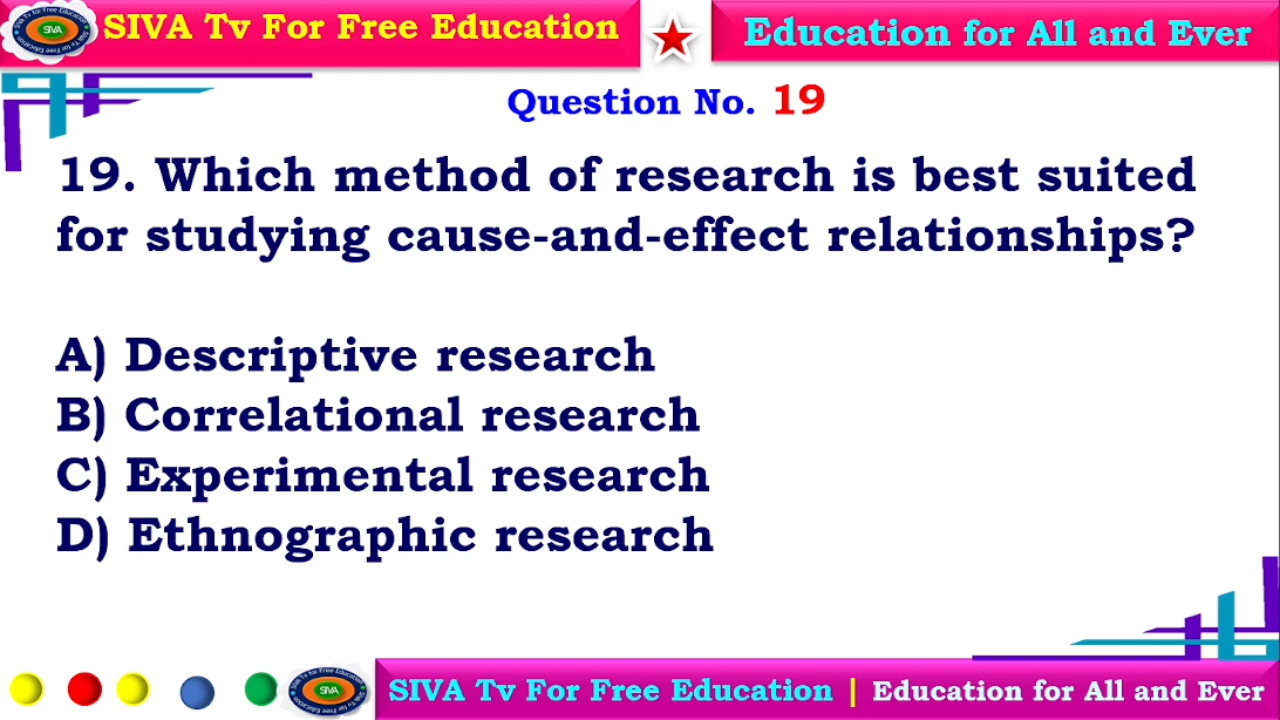 SIVA Tv For Free Education
Education for All and Ever
Question No. 19
19. Which method of research is best suited
for studying cause-and-effect relationships?
A) Descriptive research
B) Correlational research
C) Experimental research
D) Ethnographic research
SIVA
SIVA
SIVA Tv For Free Education | Education for All and Ever